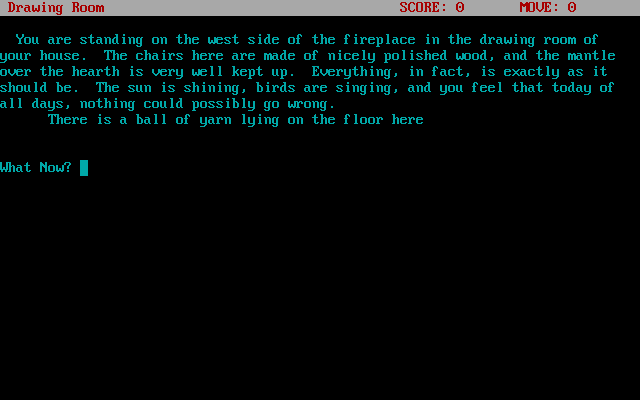 Drawing Room SCORE: 0 MOVE: 0
You are standing on the west side of the fireplace in the drawing room of
your house.  The chairs here are made of nicely polished wood, and the mantle
over the hearth is very well kept up.  Everything, in fact, is exactly as it
should be.  The sun is shining, birds are singing, and you feel that today of
all days, nothing could possibly go wrong.
There is a ball of yarn lying on the floor here
What Now?